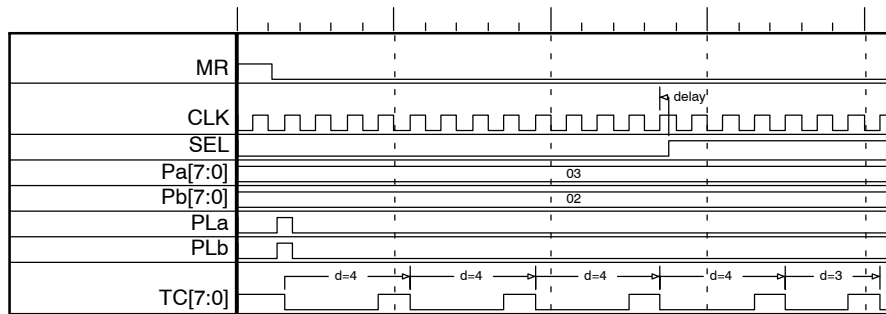 MR
delay
CLK
SEL
Pa[7:0] 03
Pb[7:0] 02
PLa
PLb
d=4 d=4 d=4 d=4 d=3
TC[7:0]